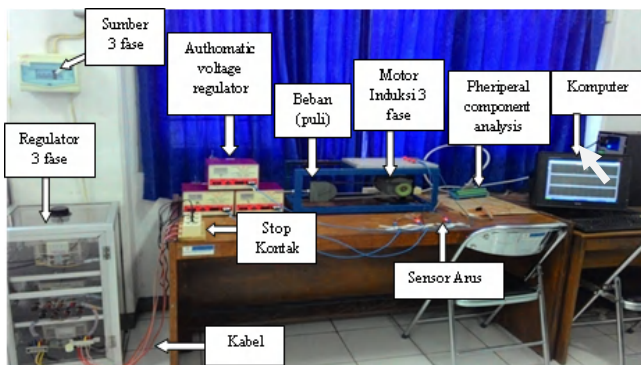 Sumber
3 fase
Authomatic
voltage
regulator
Beban
(puli)
Motor
Induksi 3
fase
Pheriperal
component
analysis
Komputer
Regulator
3 fase
Stop
Kontak
Sensor Arus
Kabel